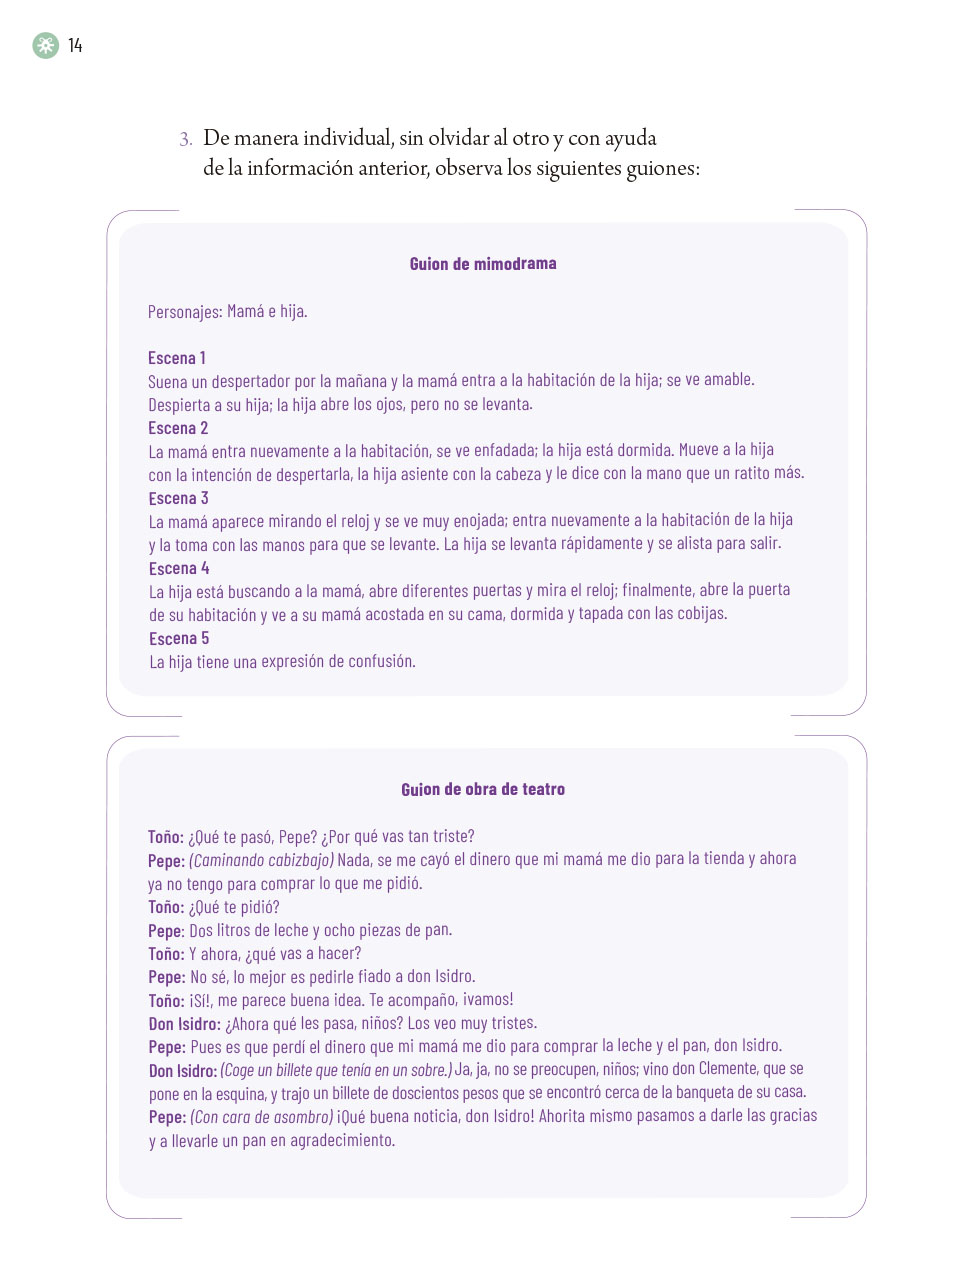 14
3. De manera individual, sin olvidar al otro y con ayuda
de la información anterior, observa los siguientes guiones:
Guion de mimodrama
Personajes: Mamá e hija.
Escena 1
Suena un despertador por la mañana y la mamá entra a la habitación de la hija; se ve amable.
Despierta a su hija; la hija abre los ojos, pero no se levanta.
Escena 2
La mamá entra nuevamente a la habitación, se ve enfadada; la hija está dormida. Mueve a la hija
con la intención de despertarla, la hija asiente con la cabeza y le dice con la mano que un ratito más.
Escena 3
La mamá aparece mirando el reloj y se ve muy enojada; entra nuevamente a la habitación de la hija
y la toma con las manos para que se levante. La hija se levanta rápidamente y se alista para salir.
Escena 4
La hija está buscando a la mamá, abre diferentes puertas y mira el reloj; finalmente, abre la puerta
de su habitación y ve a su mamá acostada en su cama, dormida y tapada con las cobijas.
Escena 5
La hija tiene una expresión de confusión.
Guion de obra de teatro
Toño: ¿Qué te pasó, Pepe? ¿Por qué vas tan triste?
Pepe: (Caminando cabizbajo) Nada, se me cayó el dinero que mi mamá me dio para la tienda y ahora
ya no tengo para comprar lo que me pidió.
Toño: ¿Qué te pidió?
Pepe: Dos litros de leche y ocho piezas de pan.
Toño: Y ahora, ¿qué vas a hacer?
Pepe: No sé, lo mejor es pedirle fiado a don Isidro.
Toño: ¡Sí!, me parece buena idea. Te acompaño, ¡vamos!
Don Isidro: ¿Ahora qué les pasa, niños? Los veo muy tristes.
Pepe: Pues es que perdí el dinero que mi mamá me dio para comprar la leche y el pan, don Isidro.
Don Isidro: (Coge un billete que tenía en un sobre.) Ja, ja, no se preocupen, niños; vino don Clemente, que se
pone en la esquina, y trajo un billete de doscientos pesos que se encontró cerca de la banqueta de su casa.
Pepe: (Con cara de asombro) ¡Qué buena noticia, don Isidro! Ahorita mismo pasamos a darle las gracias
y a llevarle un pan en agradecimiento.